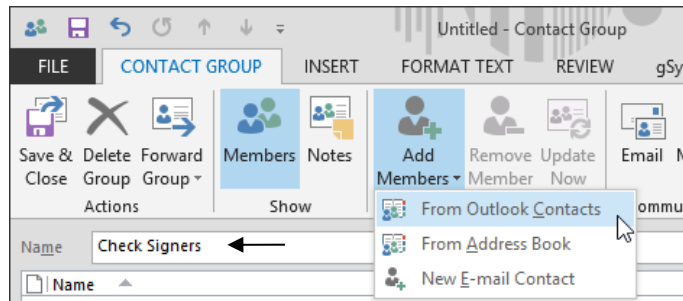 Untitled - Contact Group
FILE CONTACT GROUP INSERT FORMAT TEXT REVIEW gSy
Save & Close Delete Group Forward Group Members Notes Add Members Remove Member Update Now Email
Actions Show ommu
From Outlook Contacts
From Address Book
New E-mail Contact
Name Check Signers
Name